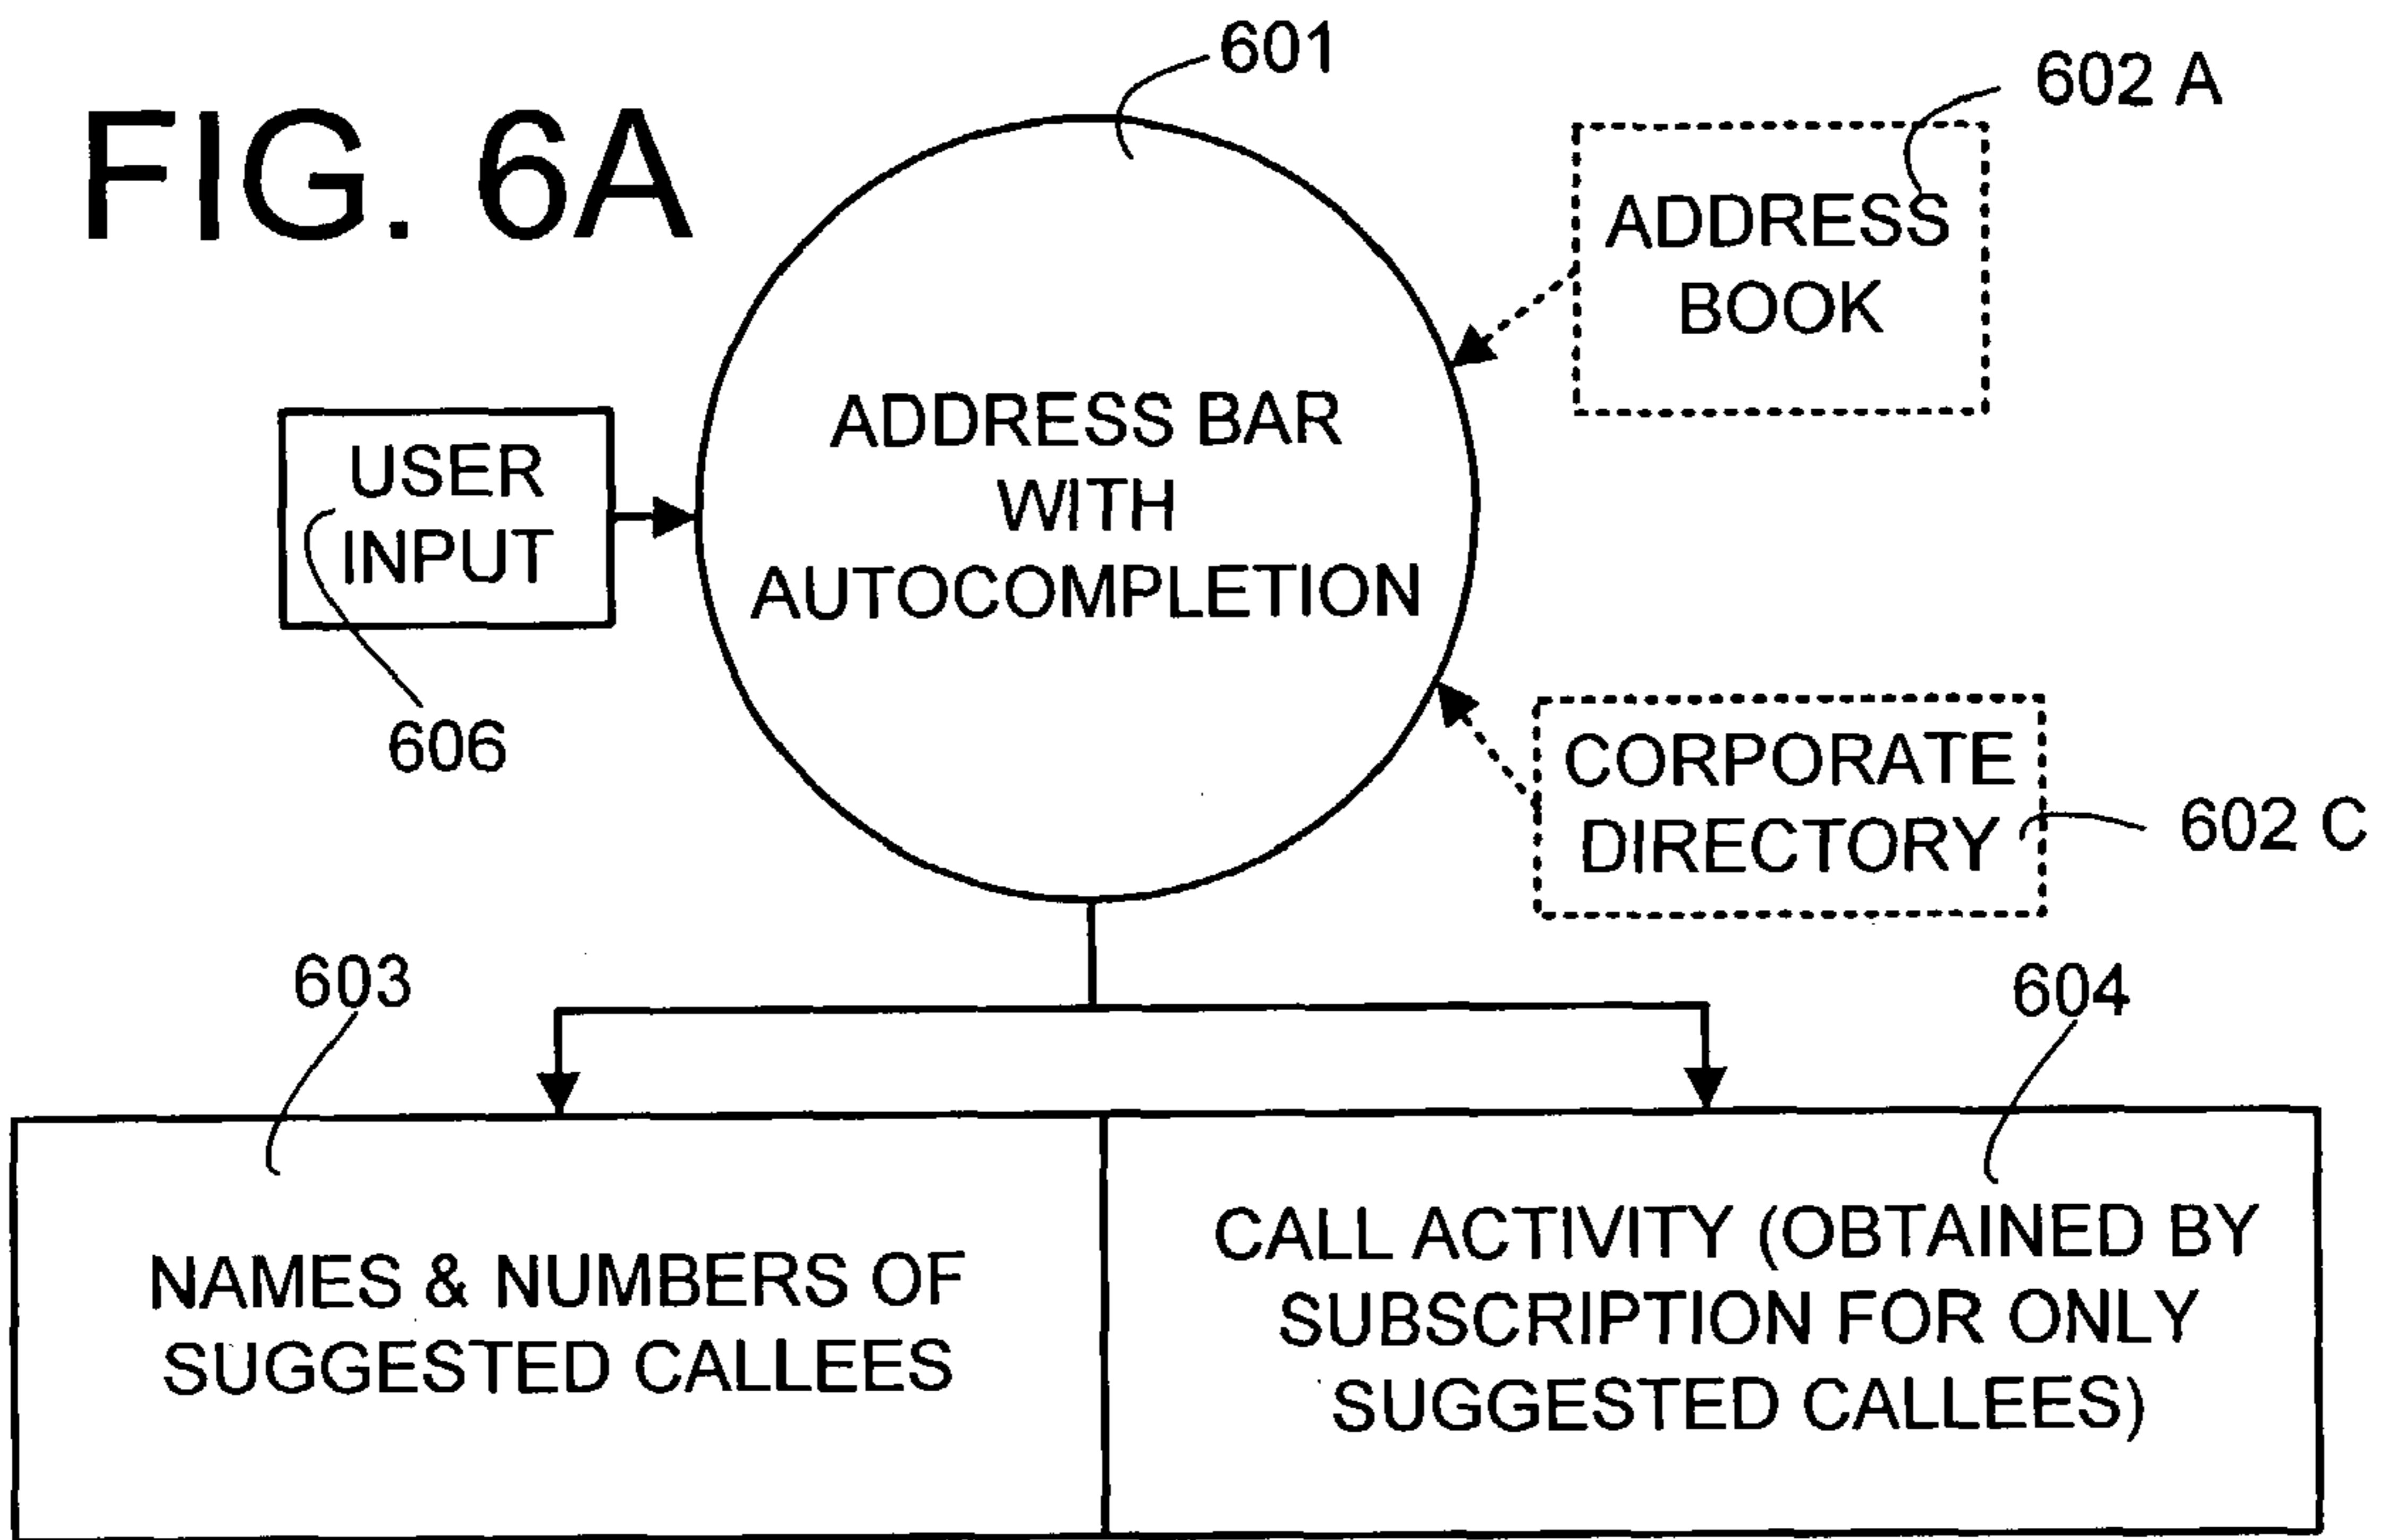 FIG. 6A
601
602 A
ADDRESS
BOOK
ADDRESS BAR
WITH
AUTOCOMPLETION
USER
INPUT
606
CORPORATE
DIRECTORY
602 C
603
604
NAMES & NUMBERS OF
SUGGESTED CALLEES
CALL ACTIVITY (OBTAINED BY
SUBSCRIPTION FOR ONLY
SUGGESTED CALLEES)